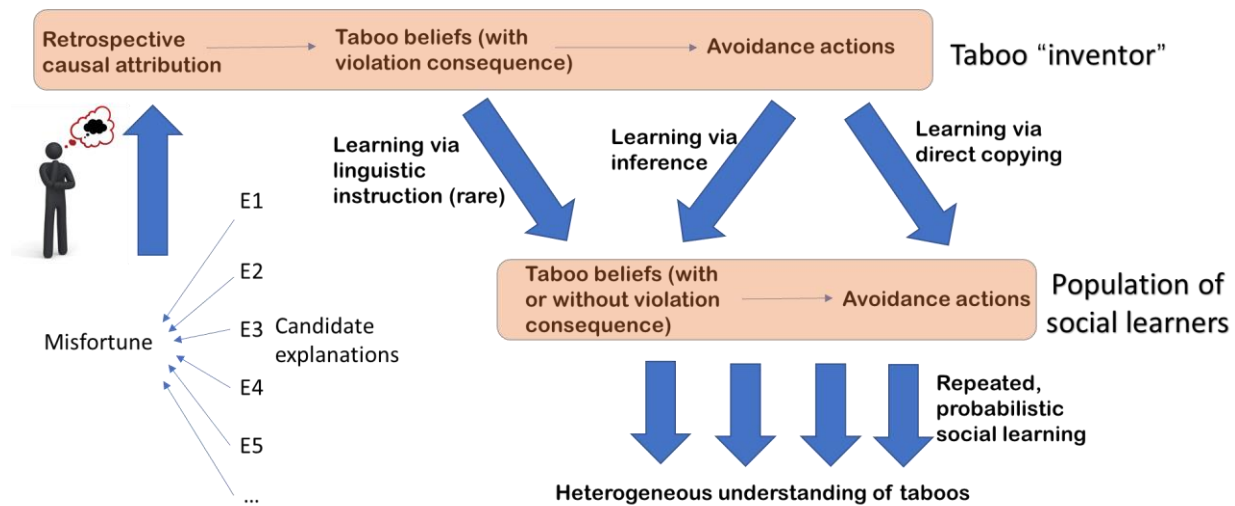 Retrospective
causal attribution
Taboo beliefs (with
violation consequence)
Avoidance actions
Taboo “inventor”
Learning via
linguistic
instruction (rare)
Learning via
inference
Learning via
direct copying
E1
E2
E3
E4
E5
...
Misfortune
Candidate
explanations
Taboo beliefs (with
or without violation
consequence)
Avoidance actions
Population of
social learners
Repeated,
probabilistic
social learning
Heterogeneous understanding of taboos